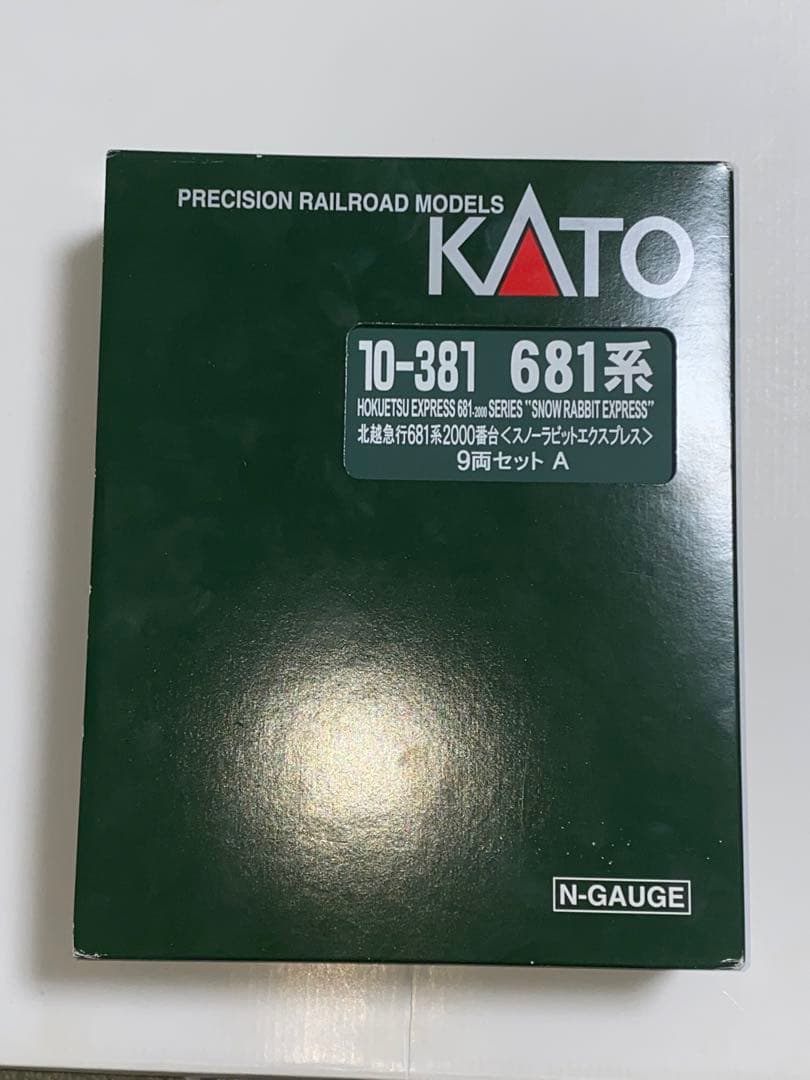 PRECISION RAILROAD MODELS
KATO
10-381 681系
HOKUETSU EXPRESS 681-2000 SERIES "SNOW RABBIT EXPRESS"
北越急行681系2000番台<スノーラビットエクスプレス>
9両セット A
N-GAUGE